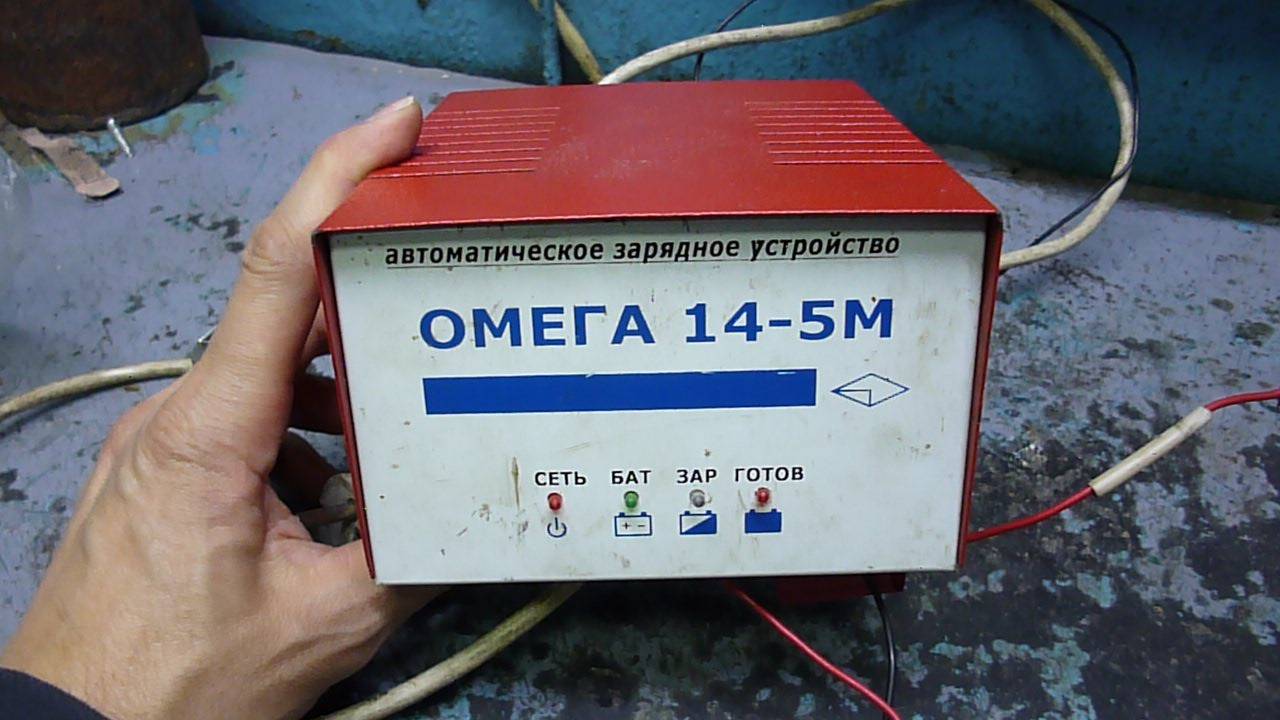 автоматическое зарядное устройство
ОМЕГА 14-5М
СЕТЬ БАТ ЗАР ГОТОВ
+ -